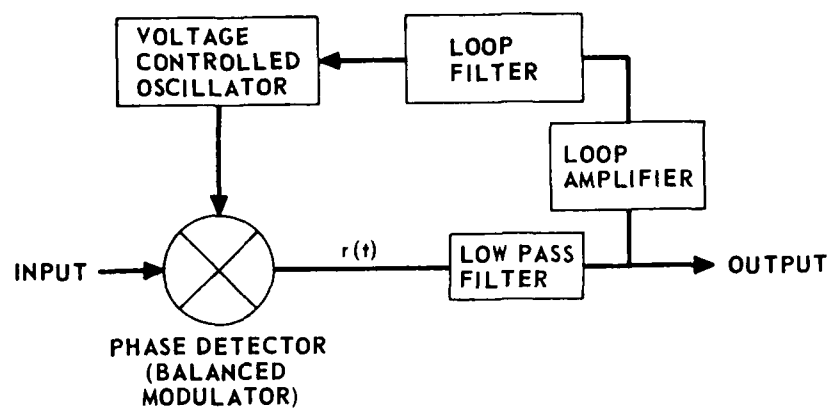 VOLTAGE
CONTROLLED
OSCILLATOR
LOOP
FILTER
LOOP
AMPLIFIER
INPUT
r(t)
LOW PASS
FILTER
OUTPUT
PHASE DETECTOR
(BALANCED
MODULATOR)